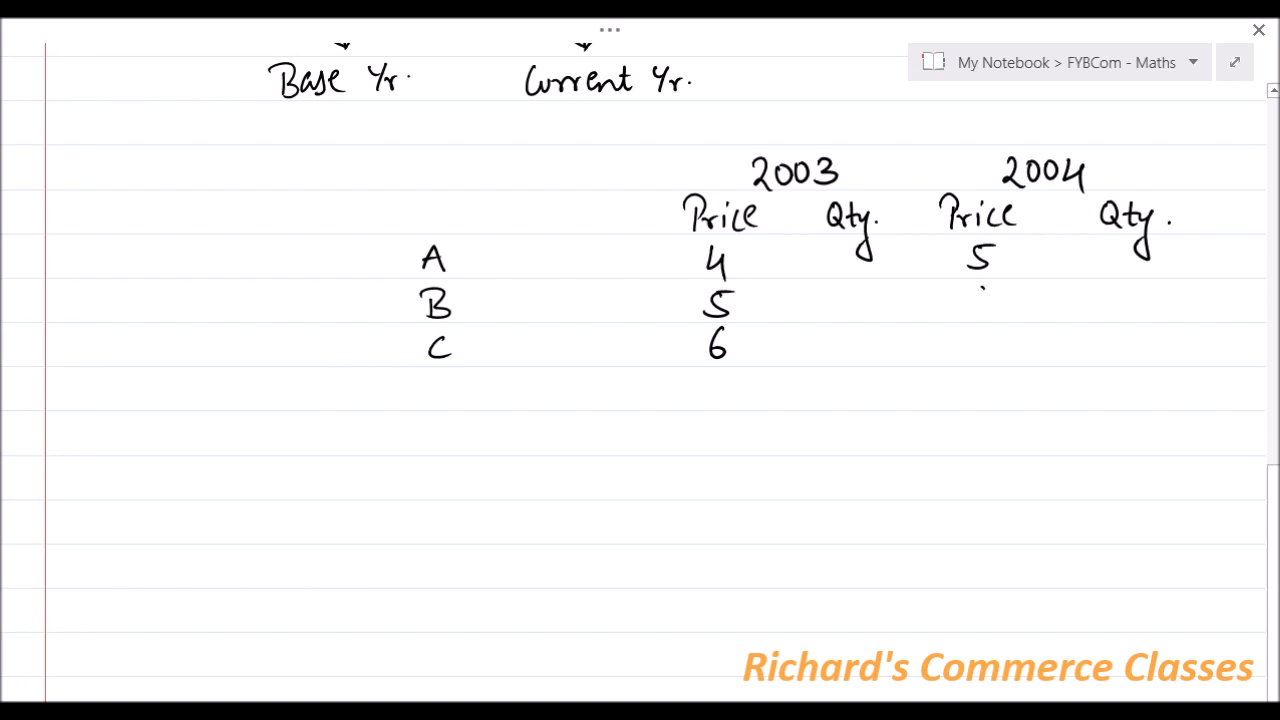 My Notebook > FYBCom - Maths
Base Yr. Current Yr.
2003 2004
Price Qty. Price Qty.
A 4 5
B 5
C 6
Richard's Commerce Classes